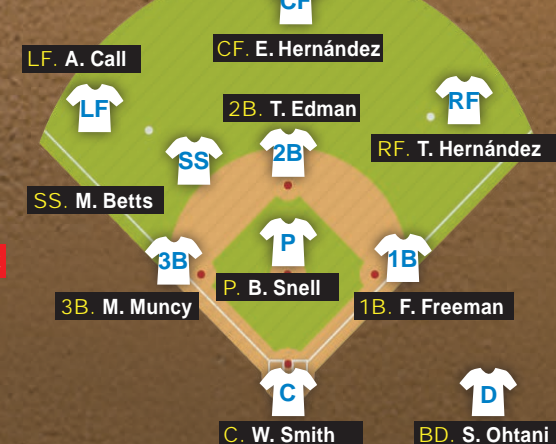 CF
CF. E. Hernández
LF. A. Call
LF
RF
2B. T. Edman
RF. T. Hernández
SS
2B
SS. M. Betts
P
3B
1B
P. B. Snell
3B. M. Muncy
1B. F. Freeman
C
D
C. W. Smith
BD. S. Ohtani